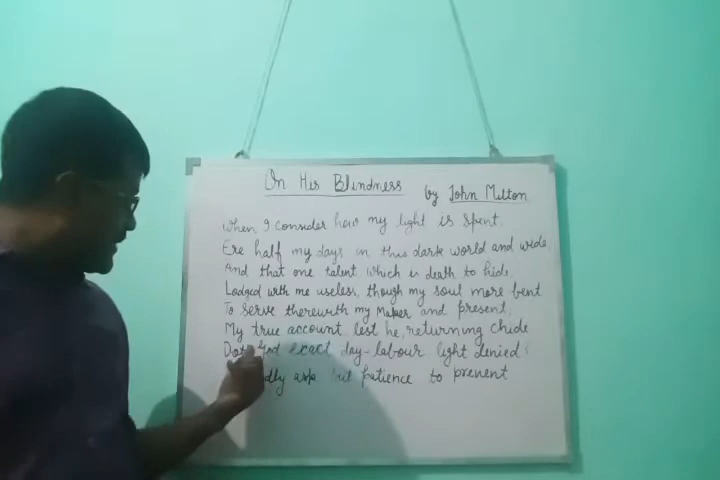 On His Blindness
by John Milton
When I consider how my light is spent.
Ere half my days in this dark world and wide
And that one talent which is death to hide.
Lodged with me useless, though my soul more bent
To serve therewith my Maker and present,
My true account lest he, returning chide
God exact day-labour light denied?
ask but patience to prevent